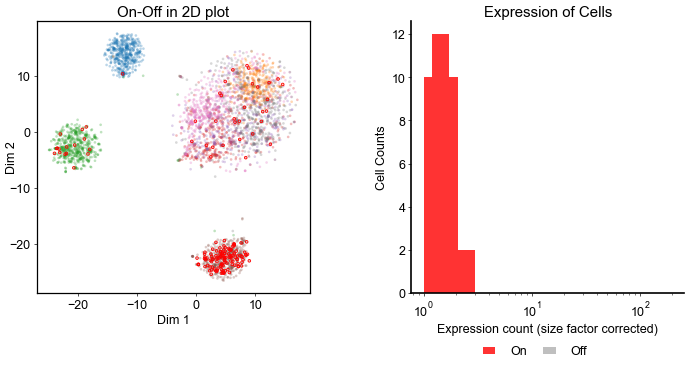 On-Off in 2D plot
Dim 2
10
0
−10
−20
−20
−10
0
10
Dim 1
Expression of Cells
Cell Counts
12
10
8
6
4
2
0
10^0
10^1
10^2
Expression count (size factor corrected)
On
Off